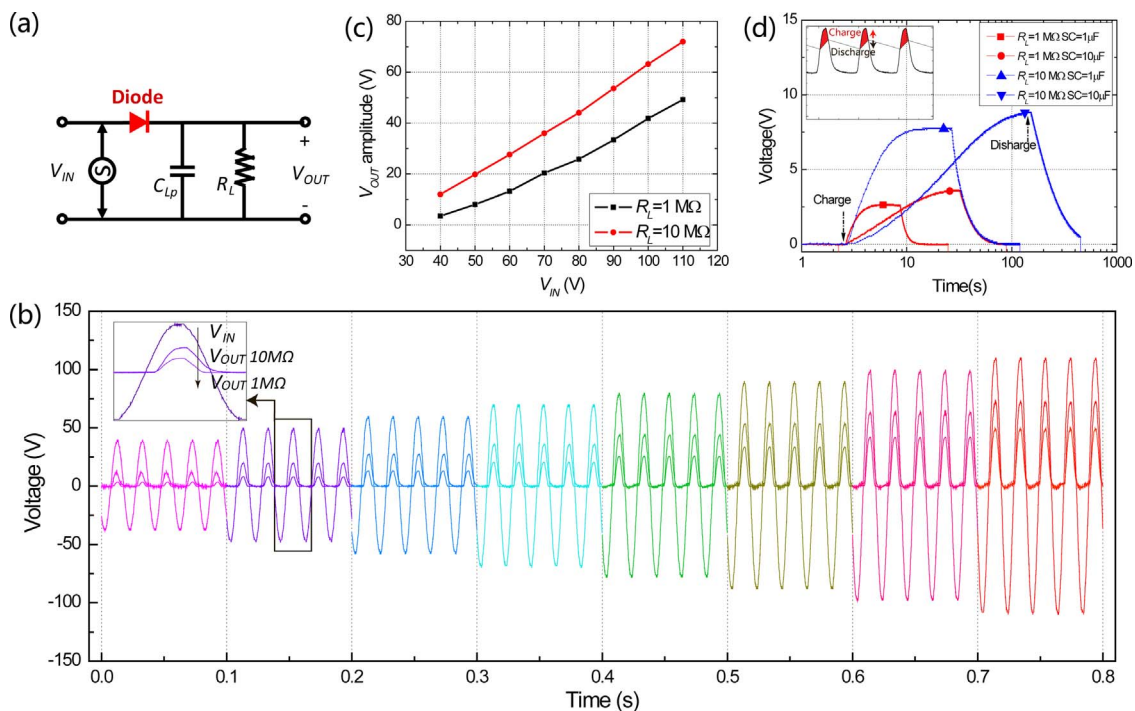 (a)
Diode
V_IN
S
C_Lp
R_L
+
V_OUT
-
(c)
V_OUT amplitude (V)
80
60
40
20
0
R_L=1 MΩ
R_L=10 MΩ
30 40 50 60 70 80 90 100 110 120
V_IN (V)
(d)
Voltage(V)
15
10
5
0
Charge
Discharge
R_L=1 MΩ SC=1μF
R_L=1 MΩ SC=10μF
R_L=10 MΩ SC=1μF
R_L=10 MΩ SC=10μF
Charge
Disharge
1 10 100 1000
Time(s)
(b)
Voltage (V)
150
100
50
0
-50
-100
-150
V_IN
V_OUT 10MΩ
V_OUT 1MΩ
0.0 0.1 0.2 0.3 0.4 0.5 0.6 0.7 0.8
Time (s)